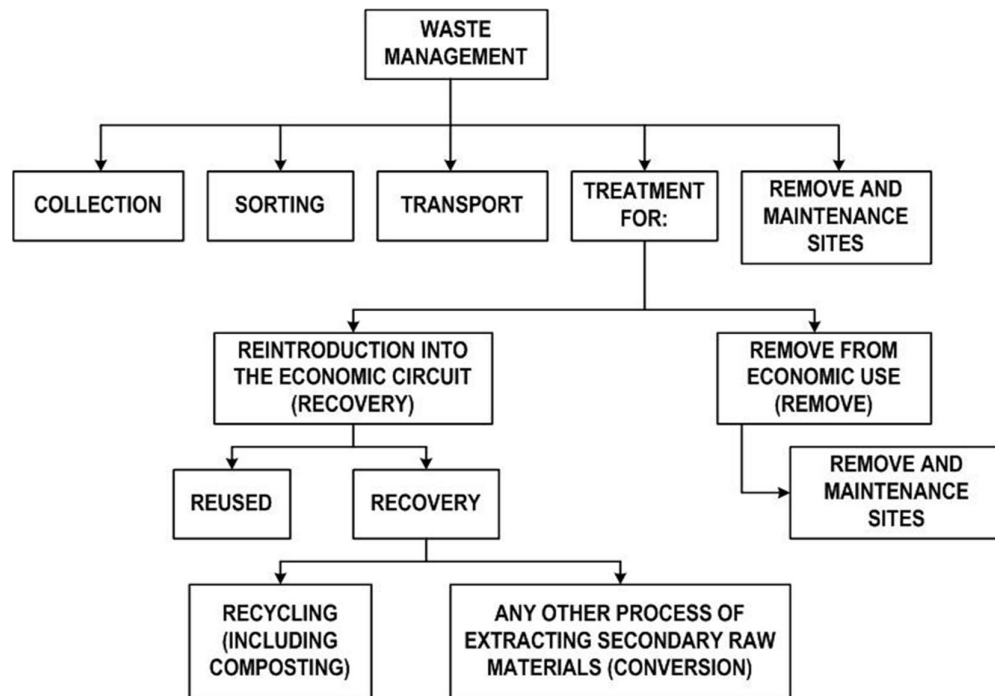 WASTE
MANAGEMENT
COLLECTION
SORTING
TRANSPORT
TREATMENT
FOR:
REMOVE AND
MAINTENANCE
SITES
REINTRODUCTION INTO
THE ECONOMIC CIRCUIT
(RECOVERY)
REMOVE FROM
ECONOMIC USE
(REMOVE)
REUSED
RECOVERY
REMOVE AND
MAINTENANCE
SITES
RECYCLING
(INCLUDING
COMPOSTING)
ANY OTHER PROCESS OF
EXTRACTING SECONDARY RAW
MATERIALS (CONVERSION)